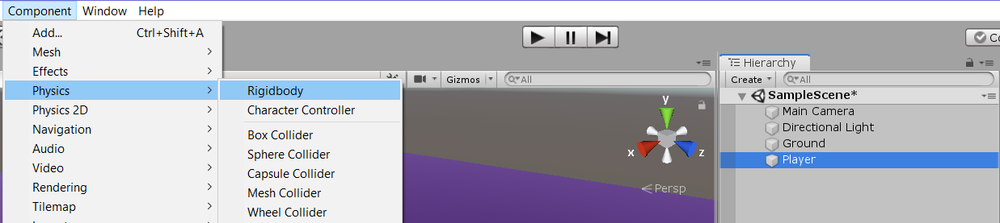 Component Window Help
Add... Ctrl+Shift+A
Mesh
Effects
Physics
Physics 2D
Navigation
Audio
Video
Rendering
Tilemap
Rigidbody
Character Controller
Box Collider
Sphere Collider
Capsule Collider
Mesh Collider
Wheel Collider
Gizmos All
y
x z
Persp
Co
Hierarchy
Create All
SampleScene*
Main Camera
Directional Light
Ground
Player